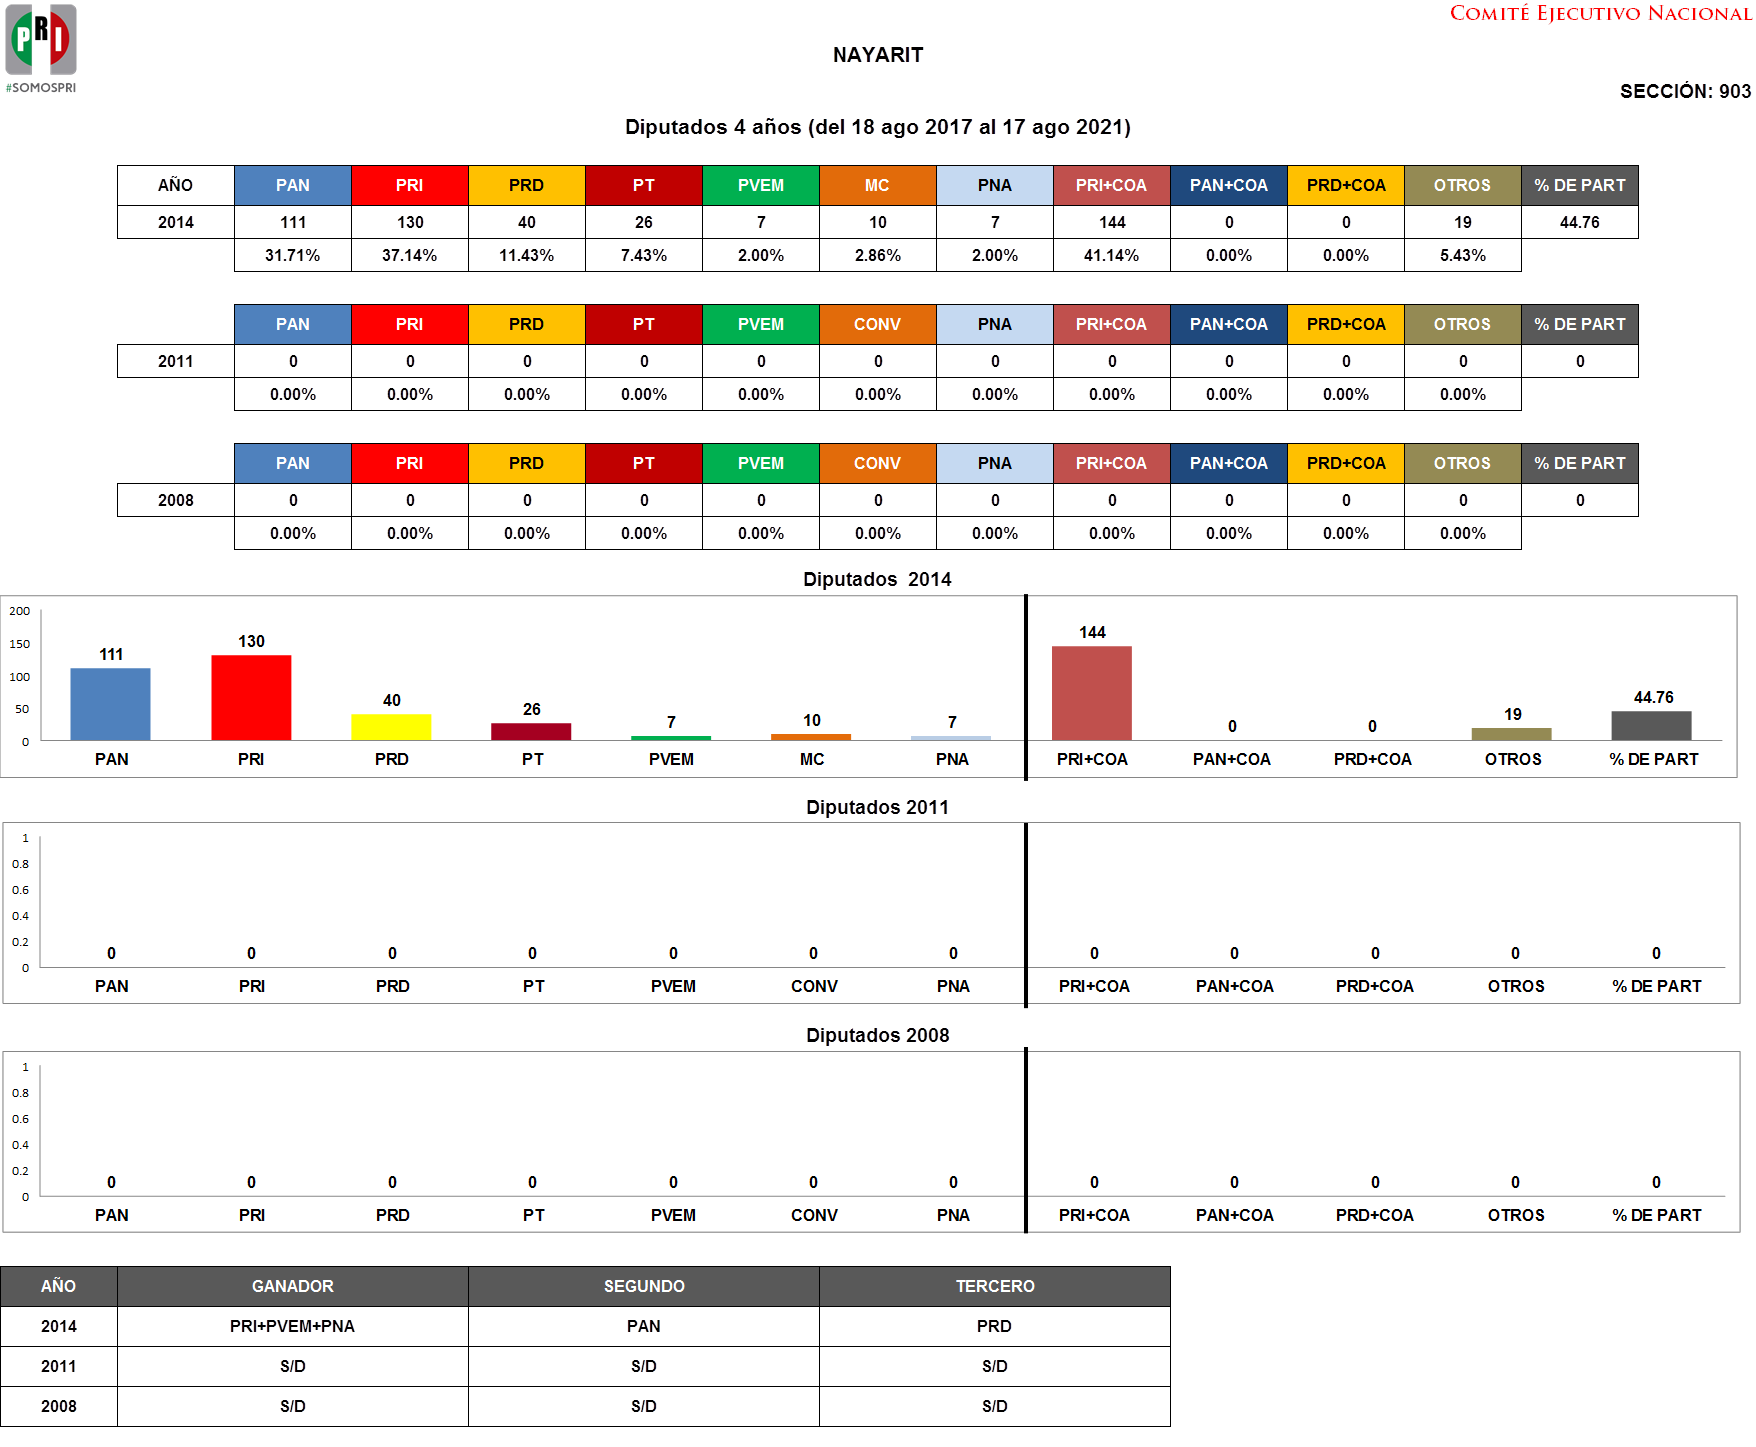 PRI
#SOMOSPRI
COMITÉ EJECUTIVO NACIONAL
NAYARIT
SECCIÓN: 903
Diputados 4 años (del 18 ago 2017 al 17 ago 2021)
AÑO PAN PRI PRD PT PVEM MC PNA PRI+COA PAN+COA PRD+COA OTROS % DE PART
2014 111 130 40 26 7 10 7 144 0 0 19 44.76
31.71% 37.14% 11.43% 7.43% 2.00% 2.86% 2.00% 41.14% 0.00% 0.00% 5.43%
PAN PRI PRD PT PVEM CONV PNA PRI+COA PAN+COA PRD+COA OTROS % DE PART
2011 0 0 0 0 0 0 0 0 0 0 0 0
0.00% 0.00% 0.00% 0.00% 0.00% 0.00% 0.00% 0.00% 0.00% 0.00% 0.00%
PAN PRI PRD PT PVEM CONV PNA PRI+COA PAN+COA PRD+COA OTROS % DE PART
2008 0 0 0 0 0 0 0 0 0 0 0 0
0.00% 0.00% 0.00% 0.00% 0.00% 0.00% 0.00% 0.00% 0.00% 0.00% 0.00%
Diputados 2014
200
150
100
50
0
111 130 40 26 7 10 7 144 0 0 19 44.76
PAN PRI PRD PT PVEM MC PNA PRI+COA PAN+COA PRD+COA OTROS % DE PART
Diputados 2011
1
0.8
0.6
0.4
0.2
0
0 0 0 0 0 0 0 0 0 0 0 0
PAN PRI PRD PT PVEM CONV PNA PRI+COA PAN+COA PRD+COA OTROS % DE PART
Diputados 2008
1
0.8
0.6
0.4
0.2
0
0 0 0 0 0 0 0 0 0 0 0 0
PAN PRI PRD PT PVEM CONV PNA PRI+COA PAN+COA PRD+COA OTROS % DE PART
AÑO GANADOR SEGUNDO TERCERO
2014 PRI+PVEM+PNA PAN PRD
2011 S/D S/D S/D
2008 S/D S/D S/D